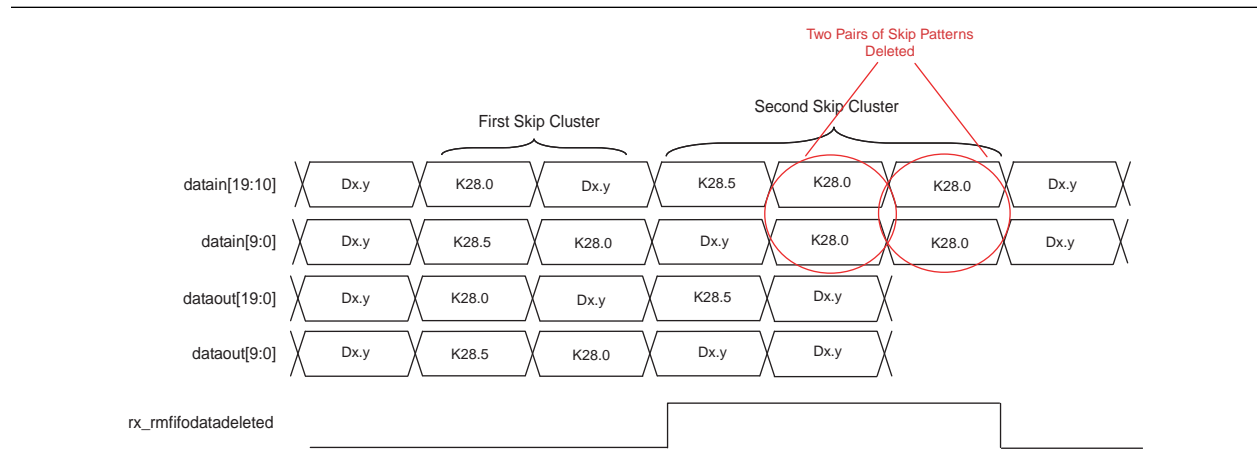 Two Pairs of Skip Patterns
Deleted
Second Skip Cluster
First Skip Cluster
datain[19:10] Dx.y K28.0 Dx.y K28.5 K28.0 K28.0 Dx.y
datain[9:0] Dx.y K28.5 K28.0 Dx.y K28.0 K28.0 Dx.y
dataout[19:0] Dx.y K28.0 Dx.y K28.5 Dx.y
dataout[9:0] Dx.y K28.5 K28.0 Dx.y Dx.y
rx_rmfifodatadeleted